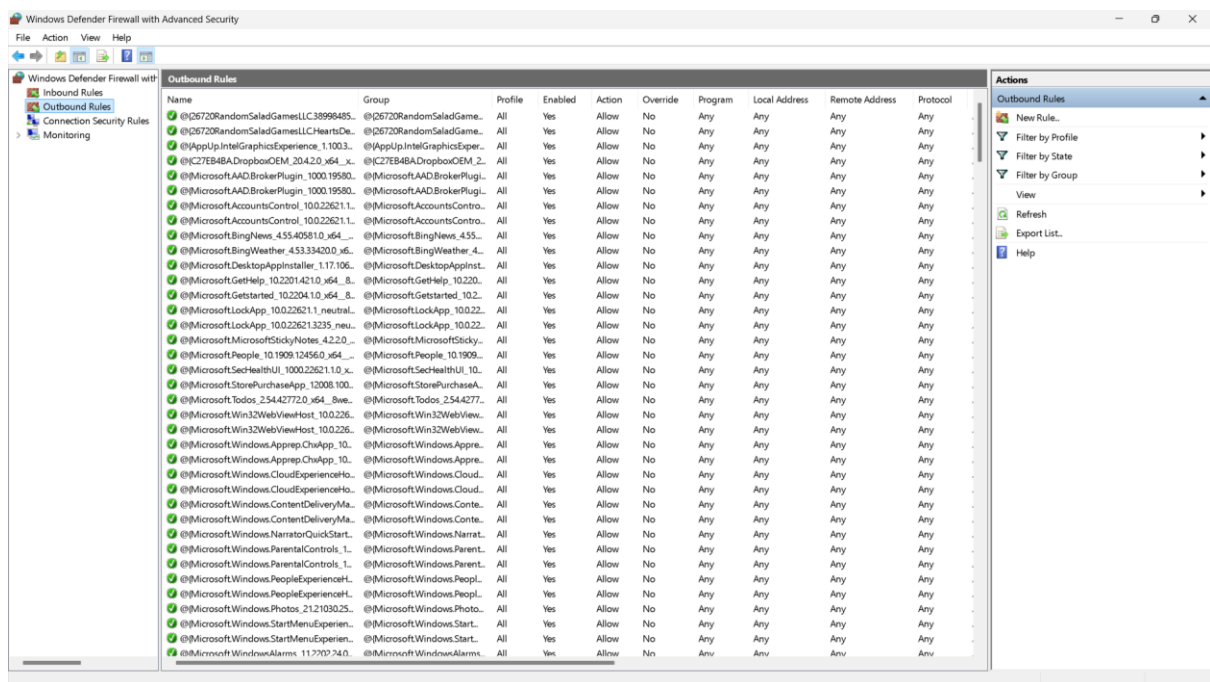 Windows Defender Firewall with Advanced Security
File Action View Help
Windows Defender Firewall with
Inbound Rules
Outbound Rules
Connection Security Rules
Monitoring
Outbound Rules
Name Group Profile Enabled Action Override Program Local Address Remote Address Protocol
@{26720RandomSaladGamesLLC.38998485... @{26720RandomSaladGame... All Yes Allow No Any Any Any Any
@{26720RandomSaladGamesLLC.HeartsDe... @{26720RandomSaladGame... All Yes Allow No Any Any Any Any
@{AppUp.IntelGraphicsExperience_1.100.3... @{AppUp.IntelGraphicsExper... All Yes Allow No Any Any Any Any
@{C27EB4BA.DropboxOEM_20.4.2.0_x64__x... @{C27EB4BA.DropboxOEM_2... All Yes Allow No Any Any Any Any
@{Microsoft.AAD.BrokerPlugin_1000.19580... @{Microsoft.AAD.BrokerPlugi... All Yes Allow No Any Any Any Any
@{Microsoft.AAD.BrokerPlugin_1000.19580... @{Microsoft.AAD.BrokerPlugi... All Yes Allow No Any Any Any Any
@{Microsoft.AccountsControl_10.0.22621.1... @{Microsoft.AccountsContro... All Yes Allow No Any Any Any Any
@{Microsoft.AccountsControl_10.0.22621.1... @{Microsoft.AccountsContro... All Yes Allow No Any Any Any Any
@{Microsoft.BingNews_4.55.40581.0_x64__... @{Microsoft.BingNews_4.55... All Yes Allow No Any Any Any Any
@{Microsoft.BingWeather_4.53.33420.0_x6... @{Microsoft.BingWeather_4... All Yes Allow No Any Any Any Any
@{Microsoft.DesktopAppInstaller_1.17.106... @{Microsoft.DesktopAppInst... All Yes Allow No Any Any Any Any
@{Microsoft.GetHelp_10.2201.421.0_x64__8... @{Microsoft.GetHelp_10.220... All Yes Allow No Any Any Any Any
@{Microsoft.Getstarted_10.2204.1.0_x64__8... @{Microsoft.Getstarted_10.2... All Yes Allow No Any Any Any Any
@{Microsoft.LockApp_10.0.22621.1_neutral... @{Microsoft.LockApp_10.0.22... All Yes Allow No Any Any Any Any
@{Microsoft.LockApp_10.0.22621.3235_neu... @{Microsoft.LockApp_10.0.22... All Yes Allow No Any Any Any Any
@{Microsoft.MicrosoftStickyNotes_4.2.2.0_... @{Microsoft.MicrosoftSticky... All Yes Allow No Any Any Any Any
@{Microsoft.People_10.1909.12456.0_x64__... @{Microsoft.People_10.1909... All Yes Allow No Any Any Any Any
@{Microsoft.SecHealthUI_1000.22621.1.0_x... @{Microsoft.SecHealthUI_10... All Yes Allow No Any Any Any Any
@{Microsoft.StorePurchaseApp_12008.100... @{Microsoft.StorePurchaseA... All Yes Allow No Any Any Any Any
@{Microsoft.Todos_2.54.42772.0_x64__8we... @{Microsoft.Todos_2.54.4277... All Yes Allow No Any Any Any Any
@{Microsoft.Win32WebViewHost_10.0.226... @{Microsoft.Win32WebView... All Yes Allow No Any Any Any Any
@{Microsoft.Win32WebViewHost_10.0.226... @{Microsoft.Win32WebView... All Yes Allow No Any Any Any Any
@{Microsoft.Windows.Apprep.ChxApp_10... @{Microsoft.Windows.Appre... All Yes Allow No Any Any Any Any
@{Microsoft.Windows.Apprep.ChxApp_10... @{Microsoft.Windows.Appre... All Yes Allow No Any Any Any Any
@{Microsoft.Windows.CloudExperienceHo... @{Microsoft.Windows.Cloud... All Yes Allow No Any Any Any Any
@{Microsoft.Windows.CloudExperienceHo... @{Microsoft.Windows.Cloud... All Yes Allow No Any Any Any Any
@{Microsoft.Windows.ContentDeliveryMa... @{Microsoft.Windows.Conte... All Yes Allow No Any Any Any Any
@{Microsoft.Windows.ContentDeliveryMa... @{Microsoft.Windows.Conte... All Yes Allow No Any Any Any Any
@{Microsoft.Windows.NarratorQuickStart... @{Microsoft.Windows.Narrat... All Yes Allow No Any Any Any Any
@{Microsoft.Windows.ParentalControls_1... @{Microsoft.Windows.Parent... All Yes Allow No Any Any Any Any
@{Microsoft.Windows.ParentalControls_1... @{Microsoft.Windows.Parent... All Yes Allow No Any Any Any Any
@{Microsoft.Windows.PeopleExperienceH... @{Microsoft.Windows.Peopl... All Yes Allow No Any Any Any Any
@{Microsoft.Windows.PeopleExperienceH... @{Microsoft.Windows.Peopl... All Yes Allow No Any Any Any Any
@{Microsoft.Windows.Photos_21.21030.25... @{Microsoft.Windows.Photo... All Yes Allow No Any Any Any Any
@{Microsoft.Windows.StartMenuExperien... @{Microsoft.Windows.Start... All Yes Allow No Any Any Any Any
@{Microsoft.Windows.StartMenuExperien... @{Microsoft.Windows.Start... All Yes Allow No Any Any Any Any
@{Microsoft.WindowsAlarms_11.2202.24.0... @{Microsoft.WindowsAlarms... All Yes Allow No Any Any Any Any
Actions
Outbound Rules
New Rule...
Filter by Profile
Filter by State
Filter by Group
View
Refresh
Export List...
Help